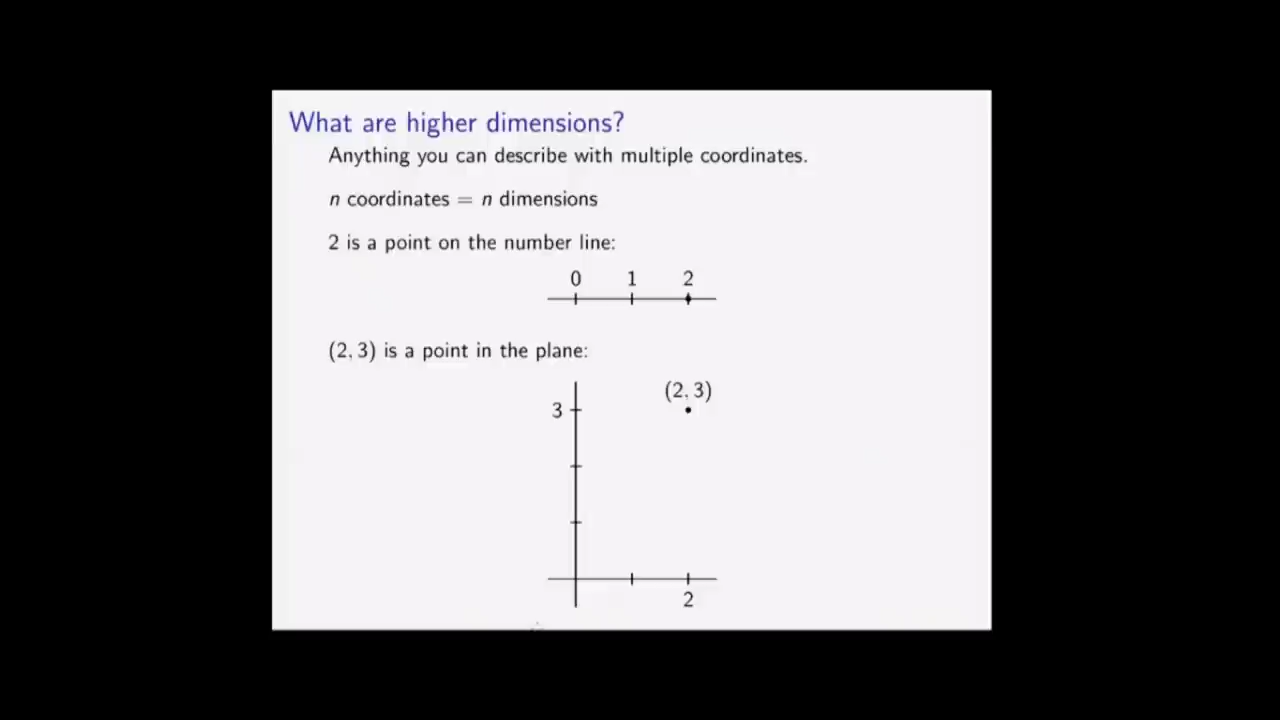 What are higher dimensions?
Anything you can describe with multiple coordinates.
n coordinates = n dimensions
2 is a point on the number line:
0 1 2
(2, 3) is a point in the plane:
(2, 3)
3
2